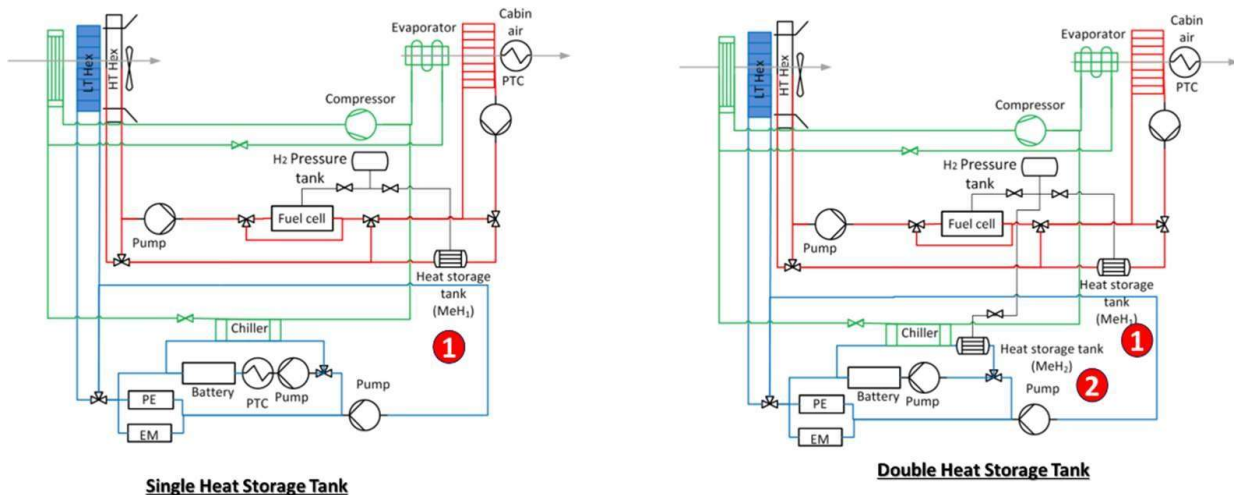 Evaporator
Cabin
air
PTC
LT Hex
HT Hex
Compressor
H2 Pressure
tank
Fuel cell
Pump
Heat storage
tank
(MeH1)
1
Chiller
Battery
PTC
Pump
Pump
PE
EM
Single Heat Storage Tank
Evaporator
Cabin
air
PTC
LT Hex
HT Hex
Compressor
H2 Pressure
tank
Fuel cell
Pump
Heat storage
tank
(MeH1)
1
Chiller
Heat storage tank
(MeH2)
2
Battery
Pump
Pump
PE
EM
Double Heat Storage Tank